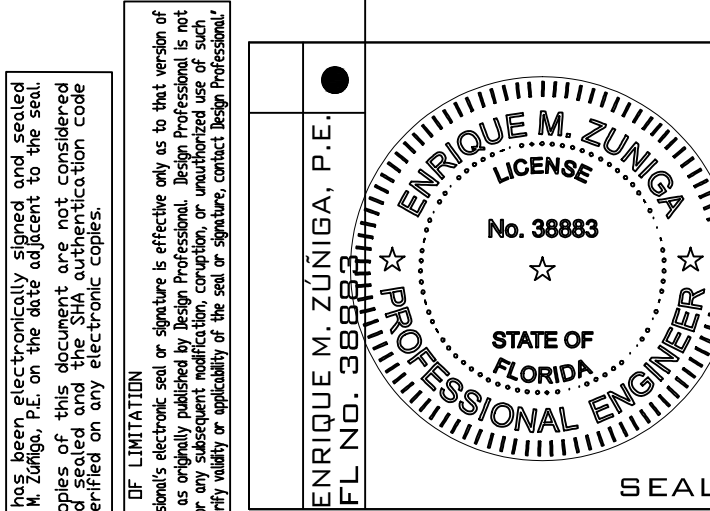 has been electronically signed and sealed
M. Zúñiga, P.E. on the date adjacent to the seal.
opies of this document are not considered
d sealed and the SHA authentication code
erified on any electronic copies.
OF LIMITATION
sional's electronic seal or signature is effective only as to that version of
as originally published by Design Professional. Design Professional is not
or any subsequent modification, coruption, or unauthorized use of such
rify validity or applicability of the seal or signature, contact Design Professional.'
ENRIQUE M. ZÚÑIGA, P.E.
FL No. 38883
ENRIQUE M. ZUNIGA
LICENSE
No. 38883
STATE OF
FLORIDA
PROFESSIONAL ENGINEER
SEAL